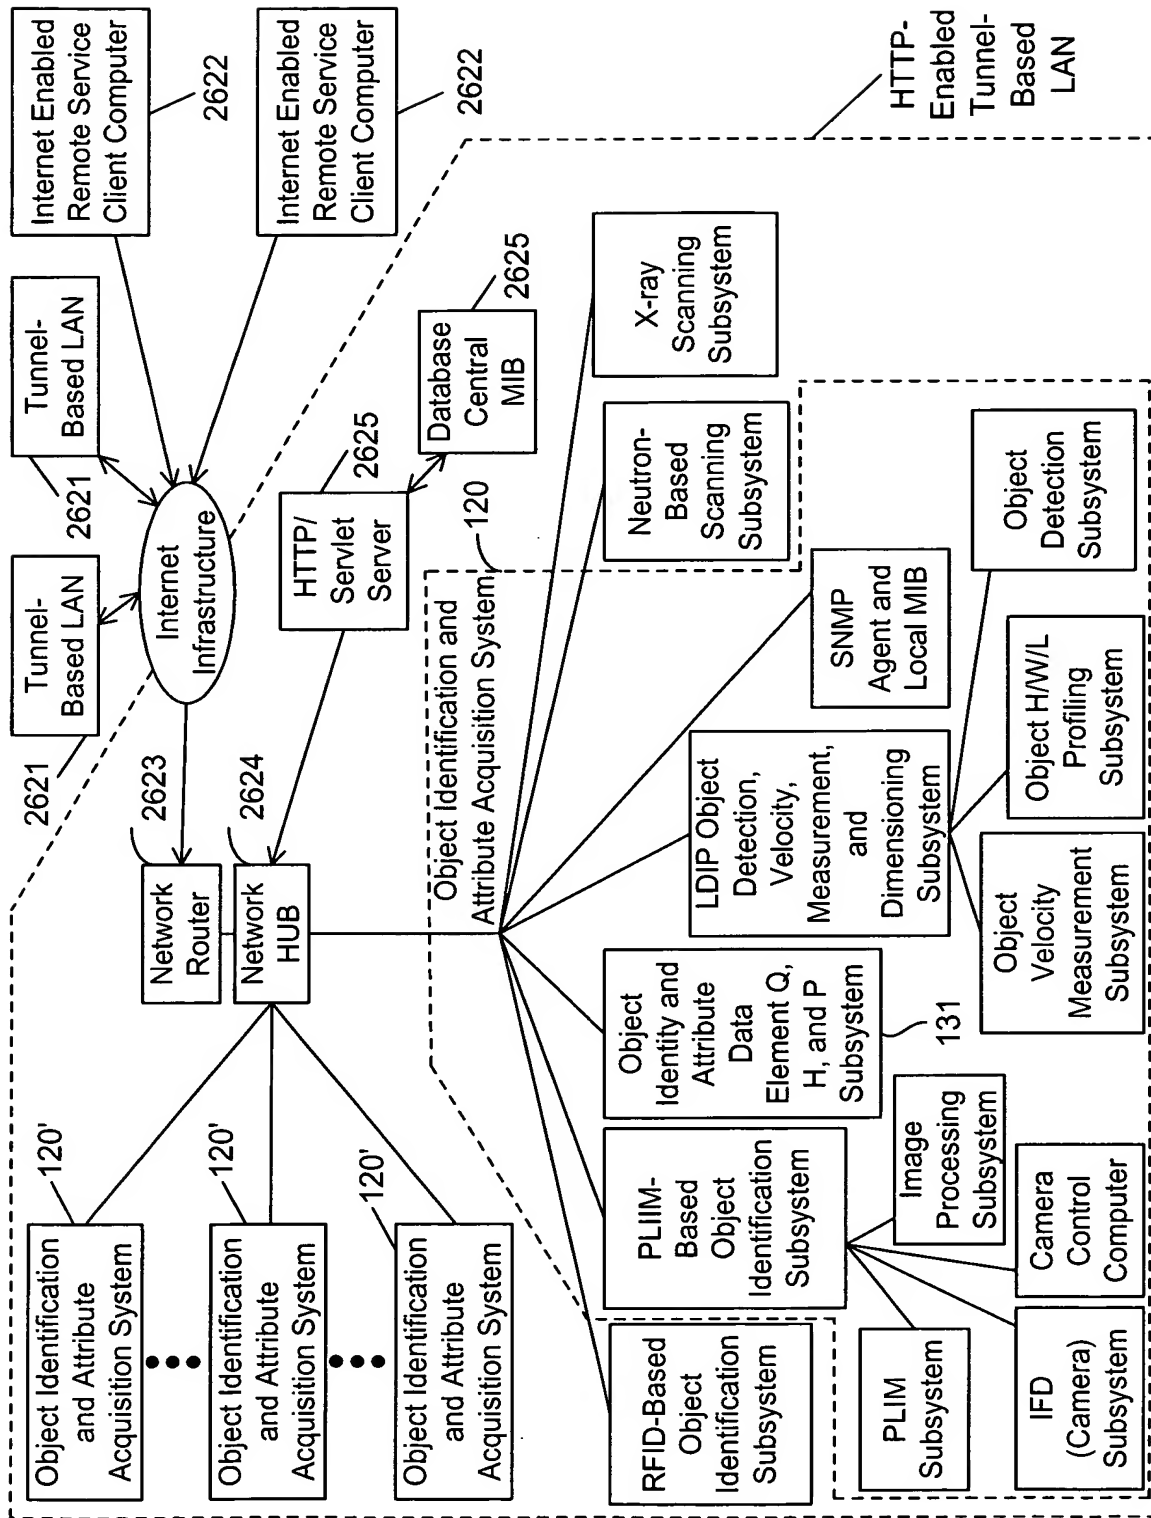 Object Identification
and Attribute
Acquisition System
120'
Object Identification
and Attribute
Acquisition System
120'
Object Identification
and Attribute
Acquisition System
120'
Network
Router
2623
Network
HUB
2624
Tunnel-
Based LAN
2621
Tunnel-
Based LAN
2621
Internet
Infrastructure
Internet Enabled
Remote Service
Client Computer
2622
Internet Enabled
Remote Service
Client Computer
2622
HTTP/
Servlet
Server
2625
Database
Central
MIB
2625
HTTP-
Enabled
Tunnel-
Based
LAN
Object Identification and
Attribute Acquisition System
120
RFID-Based
Object
Identification
Subsystem
PLIIM-
Based
Object
Identification
Subsystem
Object
Identity and
Attribute
Data
Element Q,
H, and P
Subsystem
131
LDIP Object
Detection,
Velocity,
Measurement,
and
Dimensioning
Subsystem
SNMP
Agent and
Local MIB
Neutron-
Based
Scanning
Subsystem
X-ray
Scanning
Subsystem
PLIM
Subsystem
IFD
(Camera)
Subsystem
Camera
Control
Computer
Image
Processing
Subsystem
Object
Velocity
Measurement
Subsystem
Object H/W/L
Profiling
Subsystem
Object
Detection
Subsystem